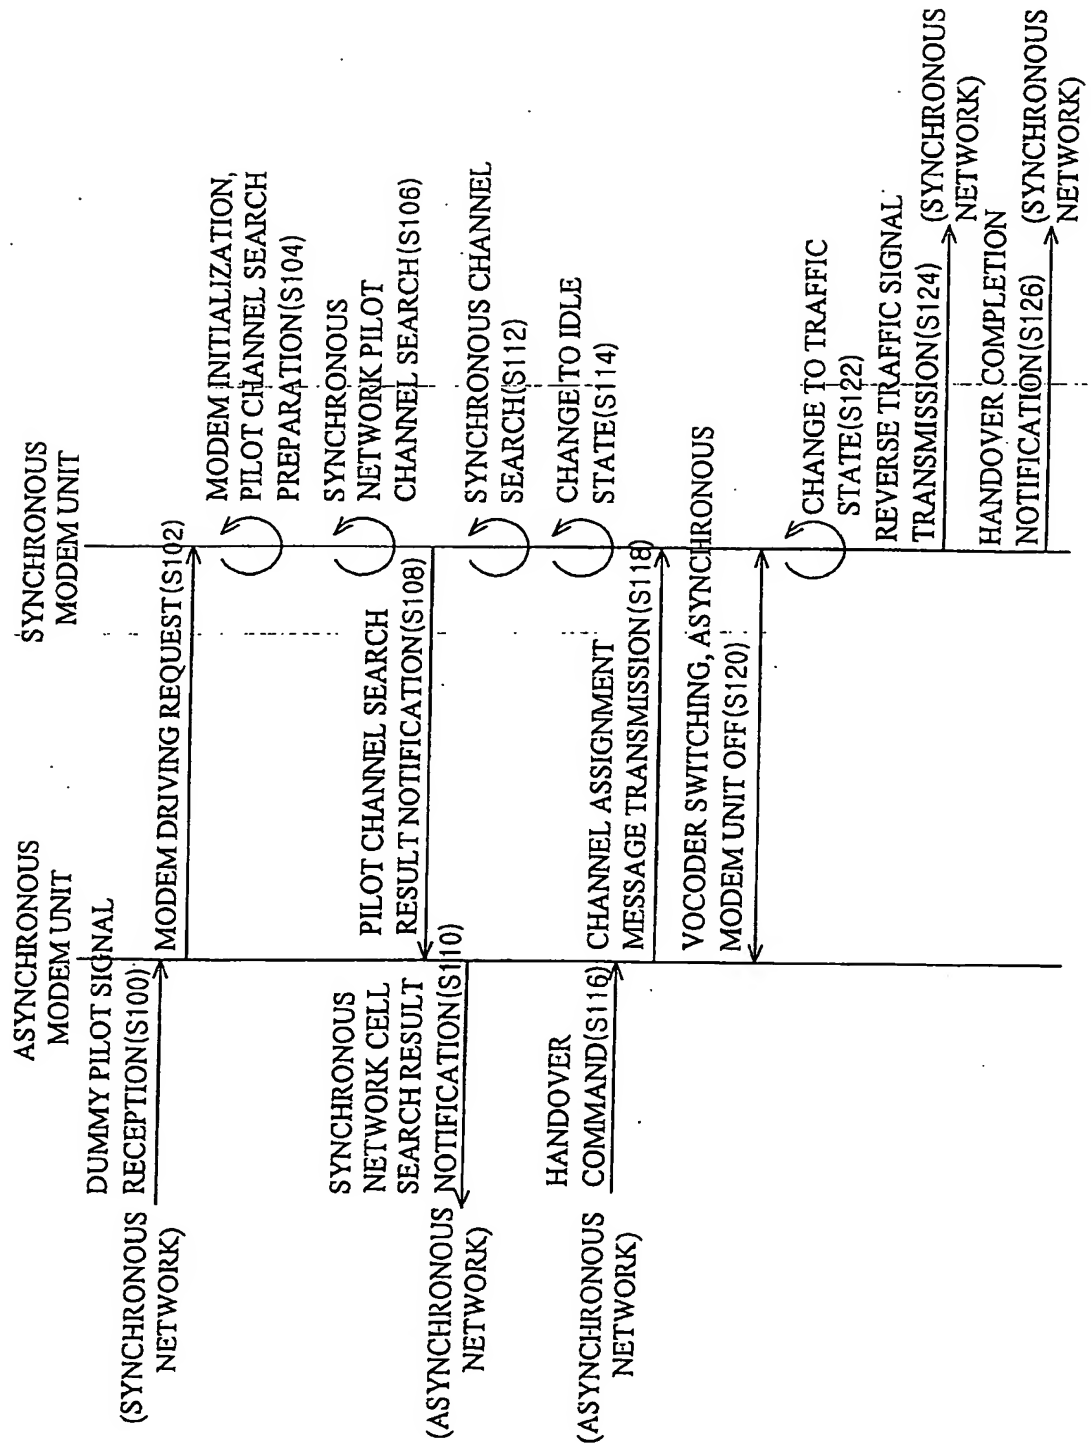 ASYNCHRONOUS
MODEM UNIT
SYNCHRONOUS
MODEM UNIT
DUMMY PILOT SIGNAL
RECEPTION(S100)
(SYNCHRONOUS
NETWORK)
MODEM DRIVING REQUEST(S102)
MODEM INITIALIZATION,
PILOT CHANNEL SEARCH
PREPARATION(S104)
SYNCHRONOUS
NETWORK PILOT
CHANNEL SEARCH(S106)
PILOT CHANNEL SEARCH
RESULT NOTIFICATION(S108)
SYNCHRONOUS
NETWORK CELL
SEARCH RESULT
NOTIFICATION(S110)
(ASYNCHRONOUS
NETWORK)
SYNCHRONOUS CHANNEL
SEARCH(S112)
CHANGE TO IDLE
STATE(S114)
HANDOVER
COMMAND(S116)
(ASYNCHRONOUS
NETWORK)
CHANNEL ASSIGNMENT
MESSAGE TRANSMISSION(S118)
VOCODER SWITCHING, ASYNCHRONOUS
MODEM UNIT OFF(S120)
CHANGE TO TRAFFIC
STATE(S122)
REVERSE TRAFFIC SIGNAL
TRANSMISSION(S124)
(SYNCHRONOUS
NETWORK)
HANDOVER COMPLETION
NOTIFICATION(S126)
(SYNCHRONOUS
NETWORK)